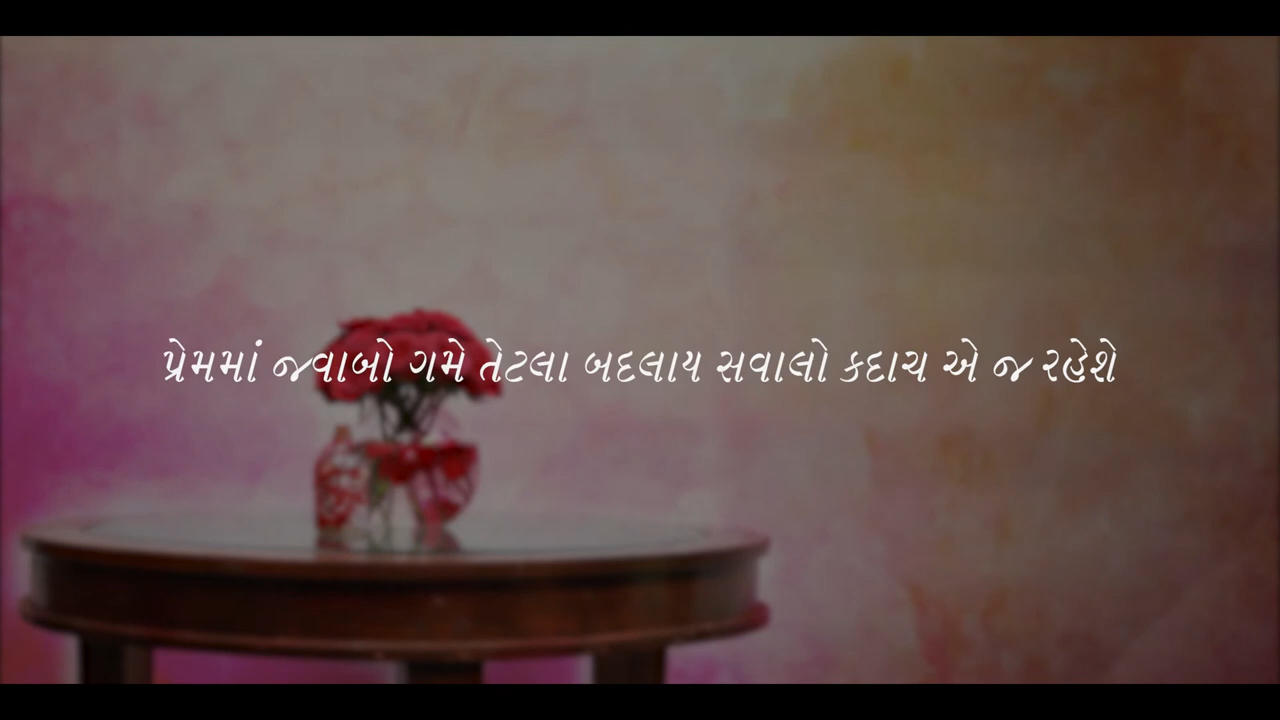 પ્રેમમાં જવાબો ગમે તેટલા બદલાય સવાલો કદાચ એ જ રહેશે